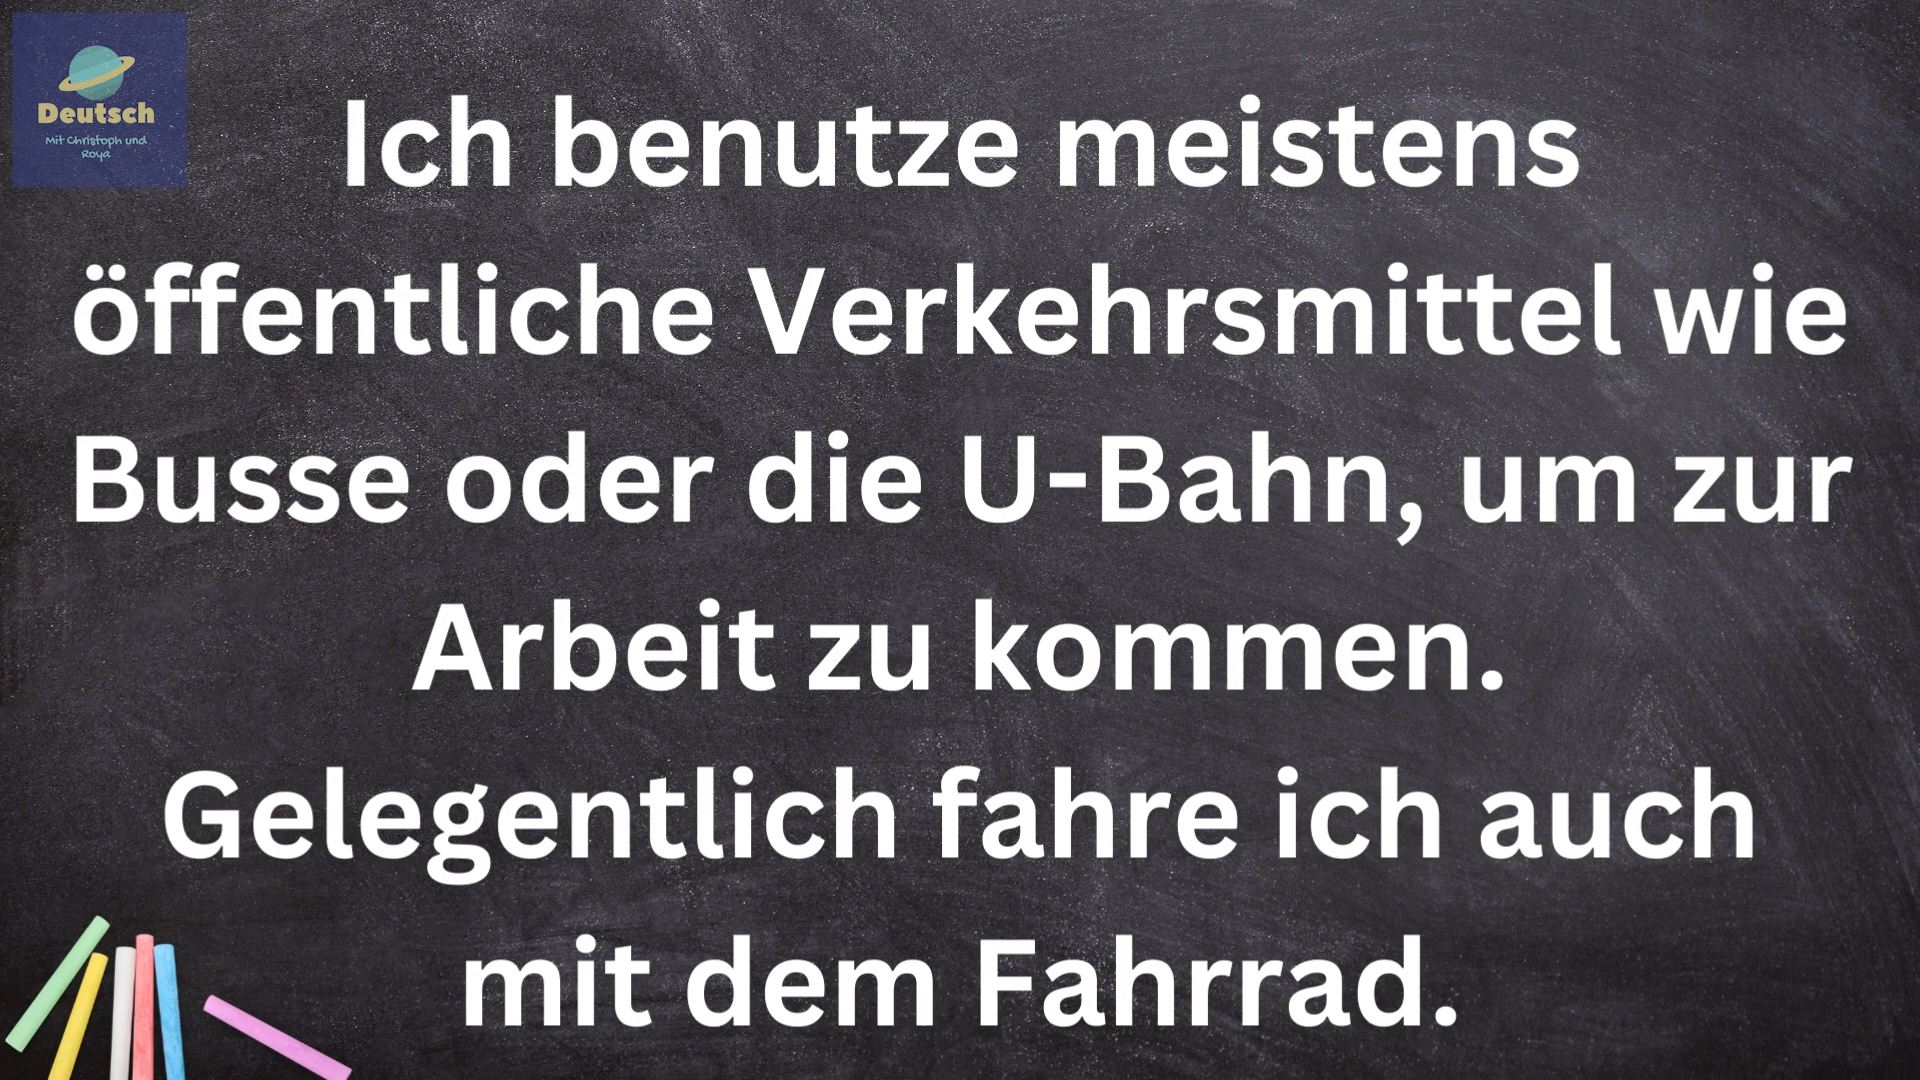 Deutsch
Mit Christoph und
Roya
Ich benutze meistens
öffentliche Verkehrsmittel wie
Busse oder die U-Bahn, um zur
Arbeit zu kommen.
Gelegentlich fahre ich auch
mit dem Fahrrad.